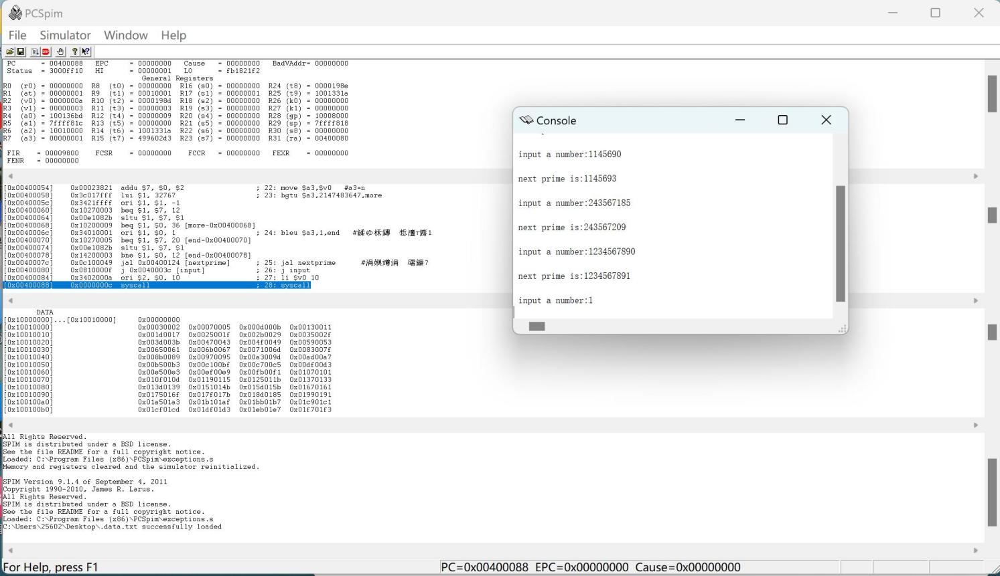 PCSpim
File Simulator Window Help
PC = 00400088 EPC = 00000000 Cause = 00000000 BadVAddr= 00000000
Status = 3000ff10 HI = 00000001 LO = fb1821f2
General Registers
R0 (r0) = 00000000 R8 (t0) = 00000000 R16 (s0) = 00000000 R24 (t8) = 0000198e
R1 (at) = 00000001 R9 (t1) = 00010001 R17 (s1) = 00000001 R25 (t9) = 1001331a
R2 (v0) = 0000000a R10 (t2) = 0000198d R18 (s2) = 00000000 R26 (k0) = 00000000
R3 (v1) = 00000003 R11 (t3) = 00000003 R19 (s3) = 00000000 R27 (k1) = 00000000
R4 (a0) = 100136bd R12 (t4) = 00000009 R20 (s4) = 00000000 R28 (gp) = 10008000
R5 (a1) = 7ffff81c R13 (t5) = 00000000 R21 (s5) = 00000000 R29 (sp) = 7ffff818
R6 (a2) = 10010000 R14 (t6) = 1001331a R22 (s6) = 00000000 R30 (s8) = 00000000
R7 (a3) = 00000001 R15 (t7) = 499602d3 R23 (s7) = 00000000 R31 (ra) = 00400080
FIR = 00009800 FCSR = 00000000 FCCR = 00000000 FEXR = 00000000
FENR = 00000000
[0x00400054] 0x00023821 addu $7, $0, $2 ; 22: move $a3,$v0 #a3=n
[0x00400058] 0x3c017fff lui $1, 32767 ; 23: bgtu $a3,2147483647,more
[0x0040005c] 0x3421ffff ori $1, $1, -1
[0x00400060] 0x10270003 beq $1, $7, 12
[0x00400064] 0x00e1082b sltu $1, $7, $1
[0x00400068] 0x10200009 beq $1, $0, 36 [more-0x00400068]
[0x0040006c] 0x34010001 ori $1, $0, 1 ; 24: bleu $a3,1,end
[0x00400070] 0x10270005 beq $1, $7, 20 [end-0x00400070]
[0x00400074] 0x00e1082b sltu $1, $7, $1
[0x00400078] 0x14200003 bne $1, $0, 12 [end-0x00400078]
[0x0040007c] 0x0c100049 jal 0x00400124 [nextprime] ; 25: jal nextprime
[0x00400080] 0x0810000f j 0x0040003c [input] ; 26: j input
[0x00400084] 0x3402000a ori $2, $0, 10 ; 27: li $v0 10
[0x00400088] 0x0000000c syscall ; 28: syscall
DATA
[0x10000000]...[0x10010000] 0x00000000
[0x10010000] 0x00030002 0x00070005 0x000d000b 0x00130011
[0x10010010] 0x001d0017 0x0025001f 0x002b0029 0x0035002f
[0x10010020] 0x003d003b 0x00470043 0x004f0049 0x00590053
[0x10010030] 0x00650061 0x006b0067 0x0071006d 0x0083007f
[0x10010040] 0x008b0089 0x00970095 0x00a3009d 0x00ad00a7
[0x10010050] 0x00b500b3 0x00c100bf 0x00c700c5 0x00df00d3
[0x10010060] 0x00e500e3 0x00ef00e9 0x00fb00f1 0x01070101
[0x10010070] 0x010f010d 0x01190115 0x0125011b 0x01370133
[0x10010080] 0x013d0139 0x0151014b 0x015d015b 0x01670161
[0x10010090] 0x0175016f 0x017f017b 0x018d0185 0x01990191
[0x100100a0] 0x01a501a3 0x01b101af 0x01bb01b7 0x01c901c1
[0x100100b0] 0x01cf01cd 0x01df01d3 0x01eb01e7 0x01f701f3
All Rights Reserved.
SPIM is distributed under a BSD license.
See the file README for a full copyright notice.
Loaded: C:\Program Files (x86)\PCSpim\exceptions.s
Memory and registers cleared and the simulator reinitialized.
SPIM Version 9.1.4 of September 4, 2011
Copyright 1990-2010, James R. Larus.
All Rights Reserved.
SPIM is distributed under a BSD license.
See the file README for a full copyright notice.
Loaded: C:\Program Files (x86)\PCSpim\exceptions.s
C:\Users\25602\Desktop\.data.txt successfully loaded
For Help, press F1
PC=0x00400088 EPC=0x00000000 Cause=0x00000000
Console
input a number:1145690
next prime is:1145693
input a number:243567185
next prime is:243567209
input a number:1234567890
next prime is:1234567891
input a number:1